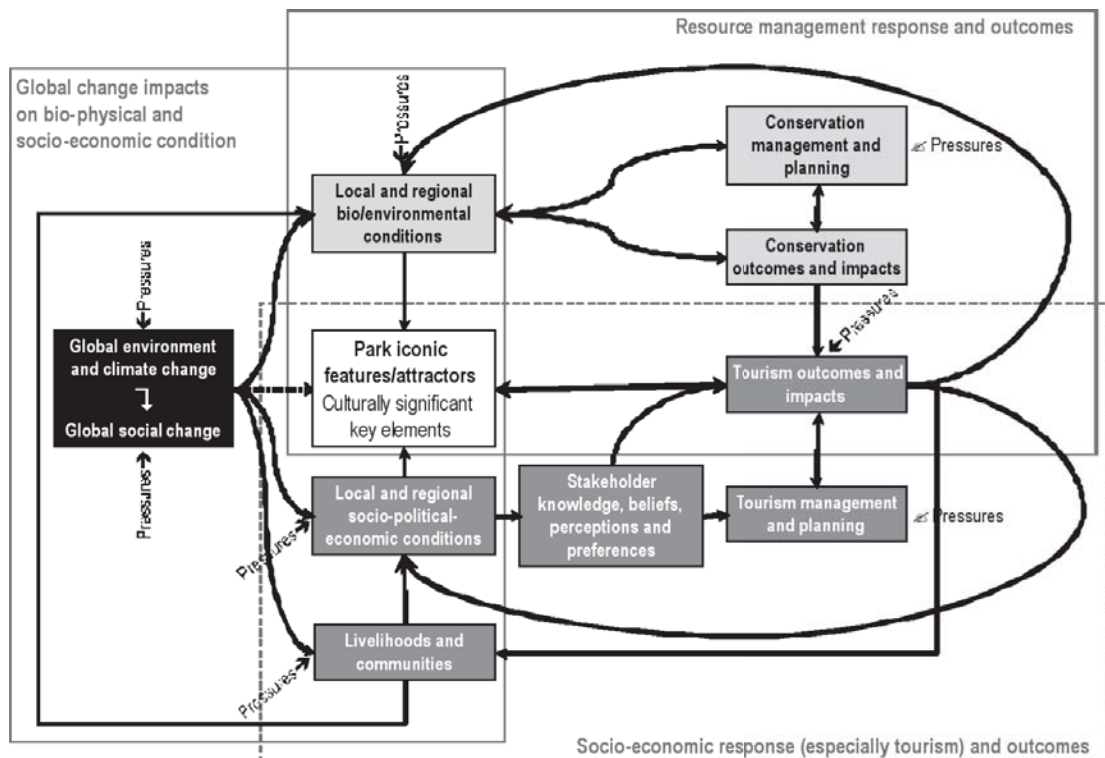 Resource management response and outcomes
Global change impacts
on bio-physical and
socio-economic condition
Pressures
Conservation
management and
planning
Pressures
Local and regional
bio/environmental
conditions
Conservation
outcomes and impacts
Pressures
Pressures
Global environment
and climate change
Global social change
Park iconic
features/attractors
Culturally significant
key elements
Tourism outcomes and
impacts
Pressures
Local and regional
socio-political-
economic conditions
Pressures
Stakeholder
knowledge, beliefs,
perceptions and
preferences
Tourism management
and planning
Pressures
Livelihoods and
communities
Pressures
Socio-economic response (especially tourism) and outcomes